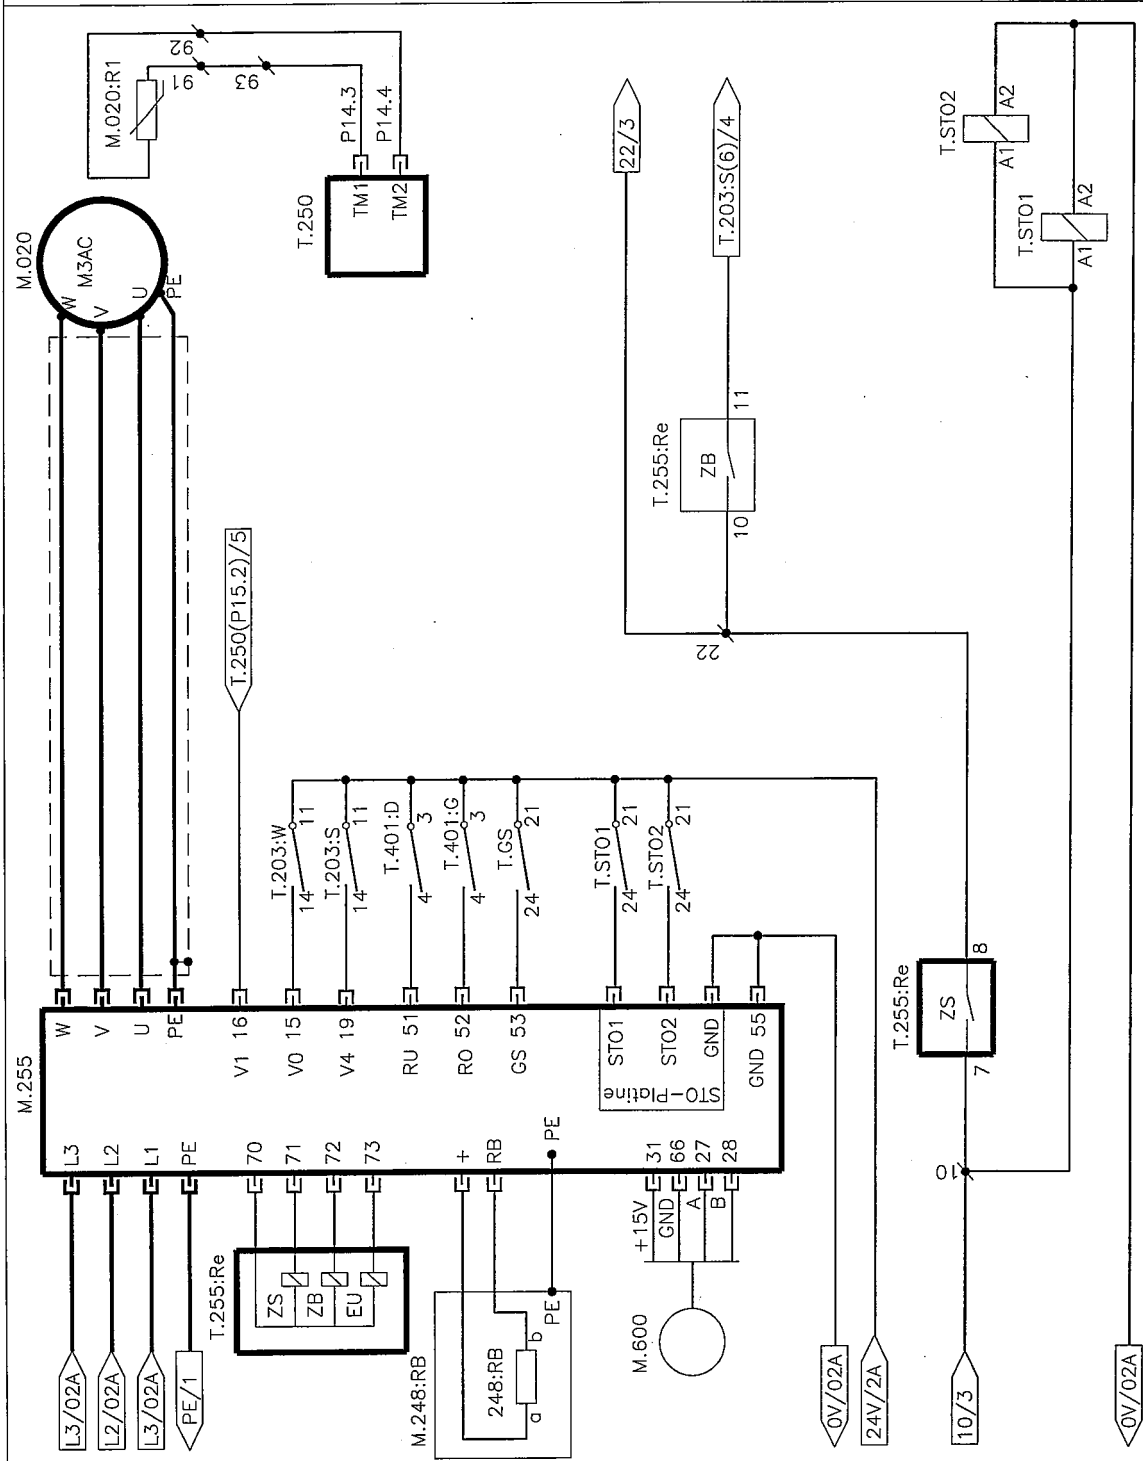 M.020:R1
92
91
93
P14.3
P14.4
T.250
TM1
TM2
M.020
M3AC
W
V
U
PE
22/3
T.203:S(6)/4
T.STO2
A1
A2
T.STO1
A1
A2
T.255:Re
ZB
10
11
22
T.250(P15.2)/5
T.203:W
14
11
T.203:S
14
11
T.401:D
4
3
T.401:G
4
3
T.GS
24
21
T.STO1
24
21
T.STO2
24
21
M.255
W
V
U
PE
V1 16
V0 15
V4 19
RU 51
RO 52
GS 53
STO1
STO2
GND
STO-Platine
GND 55
L3
L2
L1
PE
70
71
72
73
+
RB
PE
31
66
27
28
T.255:Re
ZS
7
8
10
L3/02A
L2/02A
L3/02A
PE/1
T.255:Re
ZS
ZB
EU
M.248:RB
248:RB
a
b
PE
+15V
GND
A
B
M.600
0V/02A
24V/2A
10/3
0V/02A